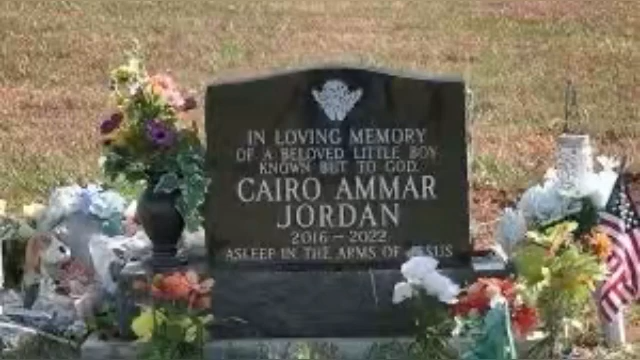 IN LOVING MEMORY
OF A BELOVED LITTLE BOY
KNOWN BUT TO GOD.
CAIRO AMMAR
JORDAN
2016 – 2022
ASLEEP IN THE ARMS OF JESUS